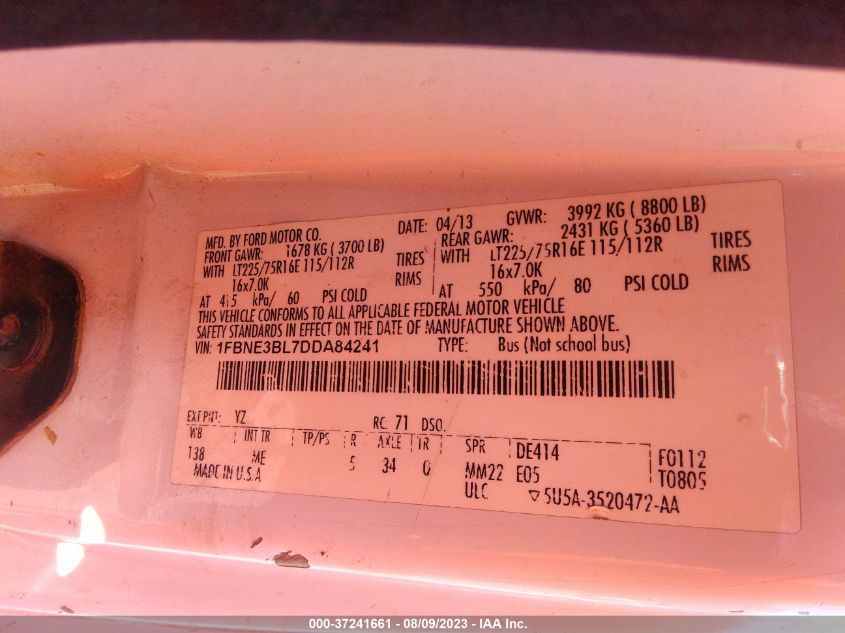 MFD. BY FORD MOTOR CO. DATE: 04/13 GVWR: 3992 KG ( 8800 LB)
FRONT GAWR: 1678 KG ( 3700 LB) REAR GAWR: 2431 KG ( 5360 LB)
WITH LT225/75R16E 115/112R TIRES WITH LT225/75R16E 115/112R TIRES
16x7.0K RIMS 16x7.0K RIMS
AT 415 kPa/ 60 PSI COLD AT 550 kPa/ 80 PSI COLD
THIS VEHICLE CONFORMS TO ALL APPLICABLE FEDERAL MOTOR VEHICLE
SAFETY STANDARDS IN EFFECT ON THE DATE OF MANUFACTURE SHOWN ABOVE.
VIN: 1FBNE3BL7DDA84241 TYPE: Bus (Not school bus)
EXT PNT: YZ RC: 71 DSO:
WB INT TR TP/PS R AXLE TR SPR DE414 F0112
138 ME 5 34 0 MM22 E05 T0805
MADE IN U.S.A ULC ▽5U5A-3520472-AA
000-37241661 - 08/09/2023 - IAA Inc.